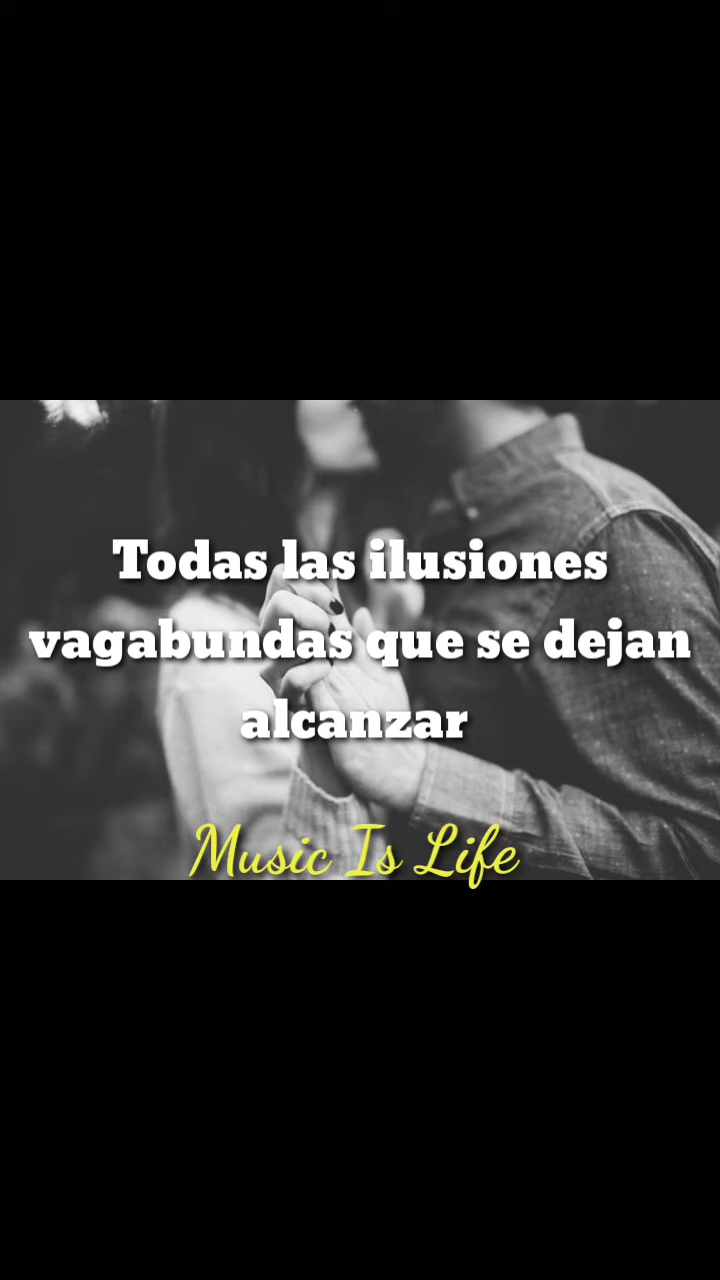 Todas las ilusiones
vagabundas que se dejan
alcanzar
Music Is Life